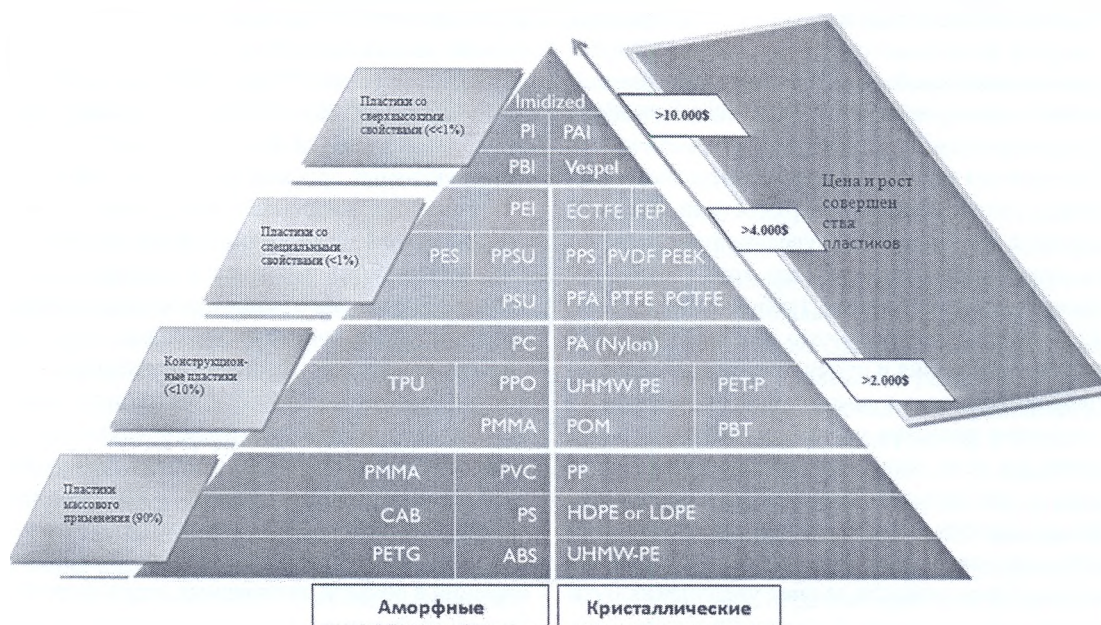 Пластики со
сверхвысокими
свойствами (<<1%)
Imidized
>10.000$
PI PAI
PBI Vespel
Цена и рост
совершен
ства
пластиков
Пластики со
специальными
свойствами (<1%)
PEI ECTFE FEP
>4.000$
PES PPSU PPS PVDF PEEK
PSU PFA PTFE PCTFE
Конструкцион-
ные пластики
(<10%)
PC PA (Nylon)
TPU PPO UHMW PE PET-P
>2.000$
PMMA POM PBT
Пластики
массового
применения (90%)
PMMA PVC PP
CAB PS HDPE or LDPE
PETG ABS UHMW-PE
Аморфные Кристаллические